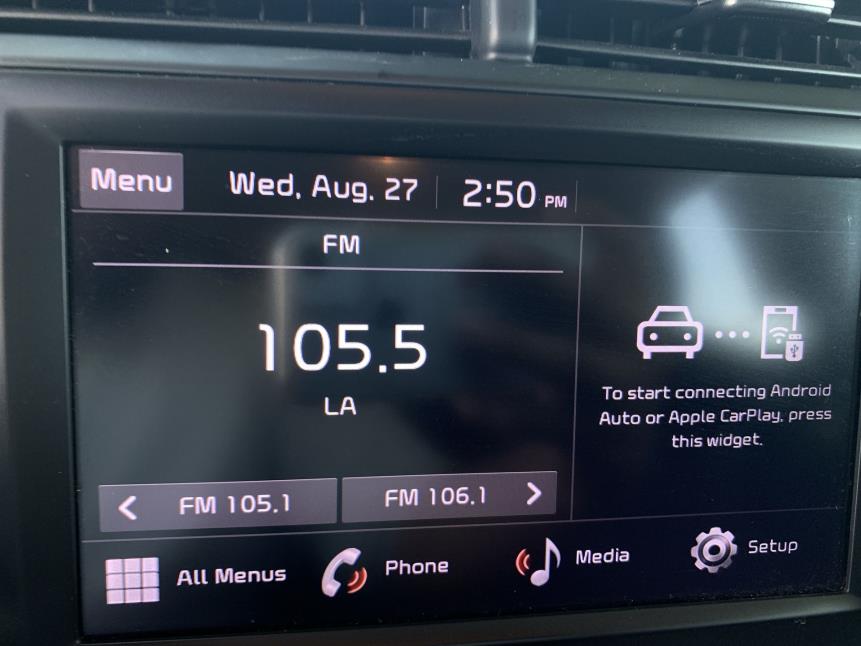 Menu
Wed, Aug. 27
2:50 PM
FM
105.5
LA
To start connecting Android
Auto or Apple CarPlay, press
this widget.
< FM 105.1
FM 106.1 >
All Menus
Phone
Media
Setup